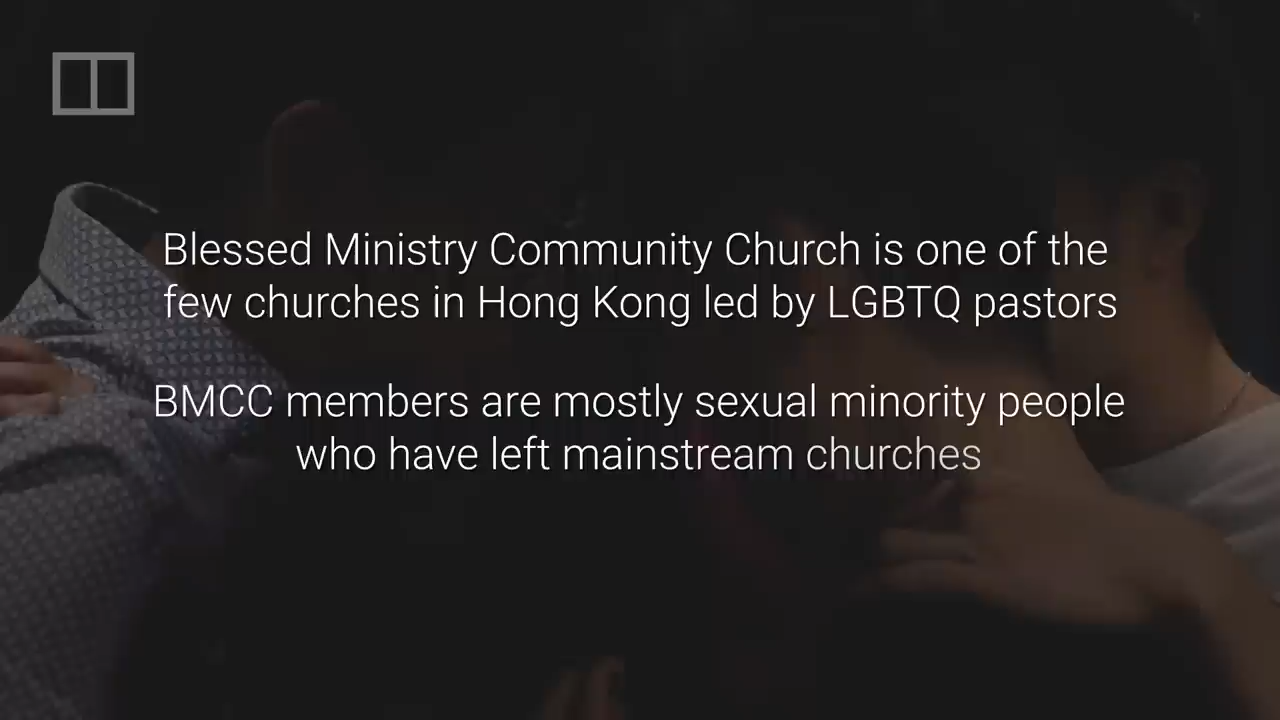 Blessed Ministry Community Church is one of the
few churches in Hong Kong led by LGBTQ pastors
BMCC members are mostly sexual minority people
who have left mainstream churches